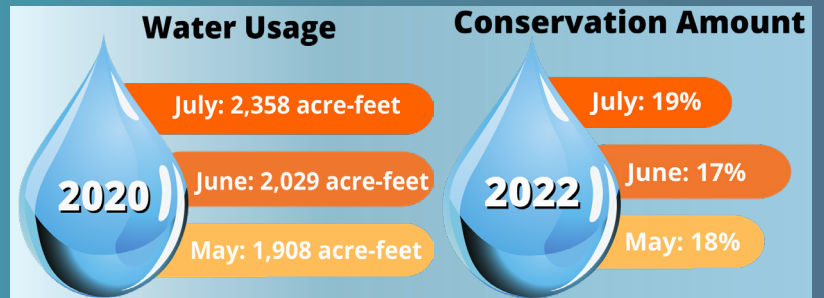 Water Usage
July: 2,358 acre-feet
2020
June: 2,029 acre-feet
May: 1,908 acre-feet
Conservation Amount
July: 19%
2022
June: 17%
May: 18%